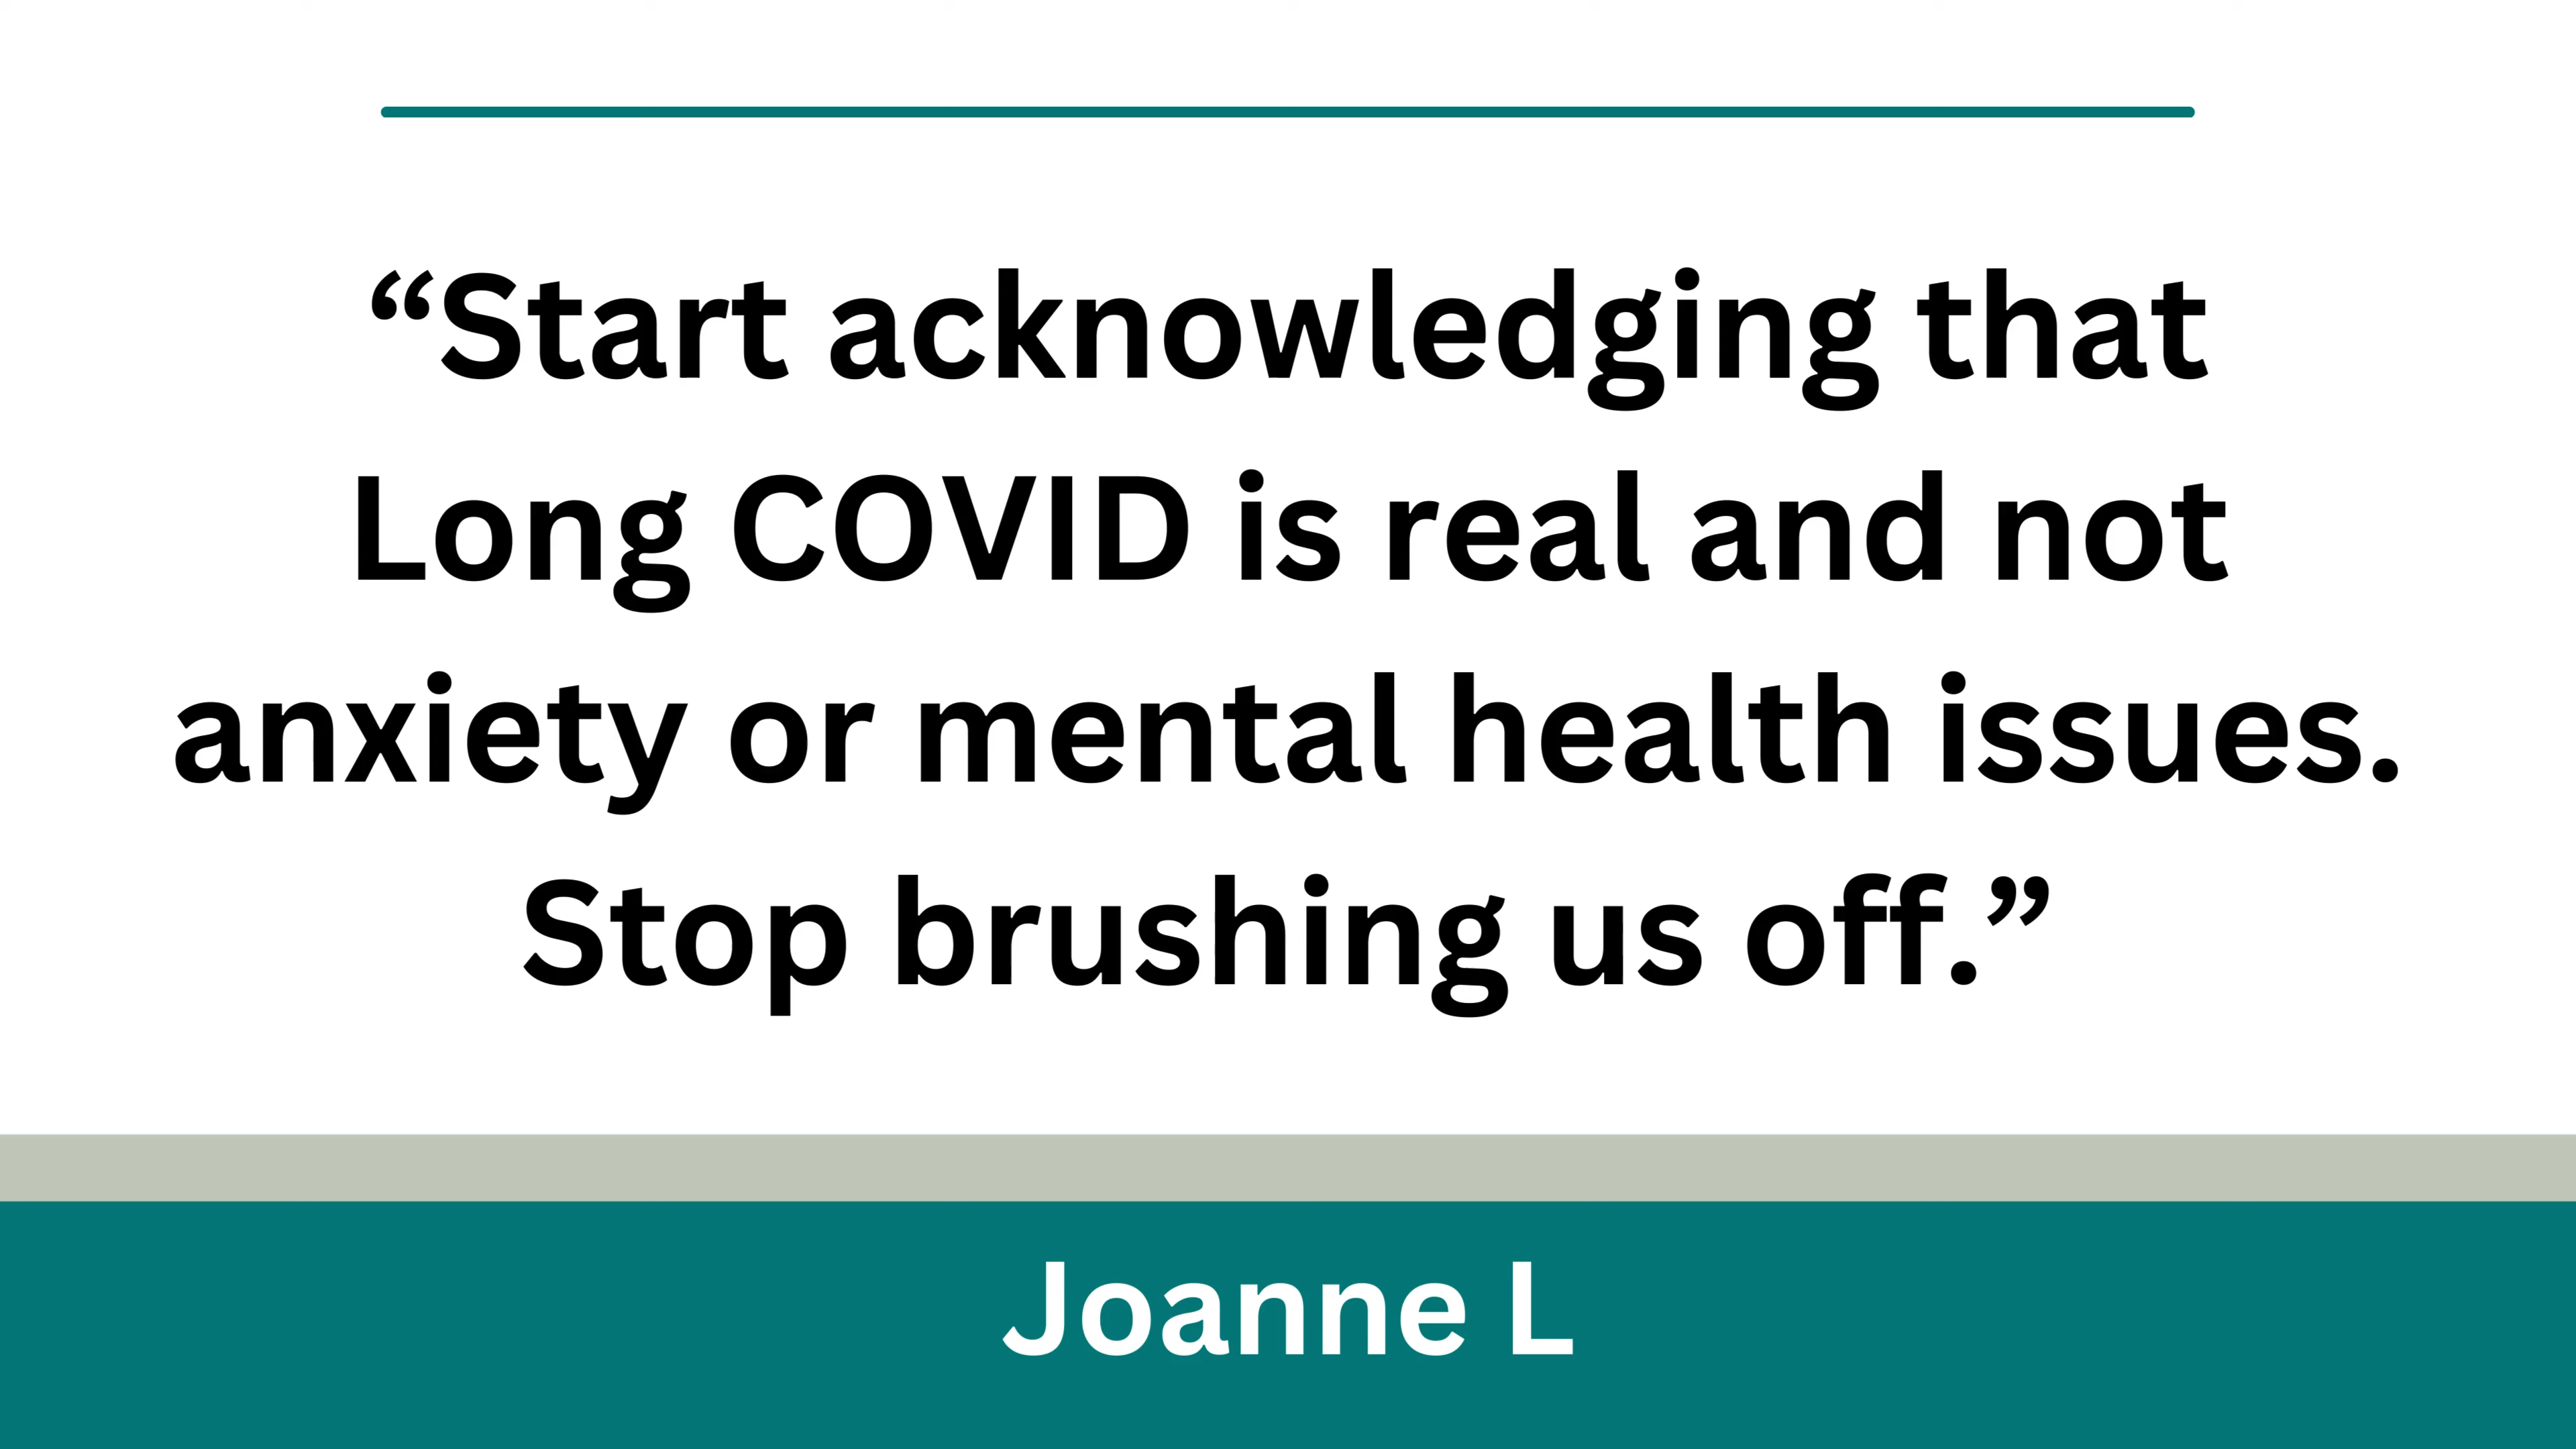 “Start acknowledging that
Long COVID is real and not
anxiety or mental health issues.
Stop brushing us off.”
Joanne L